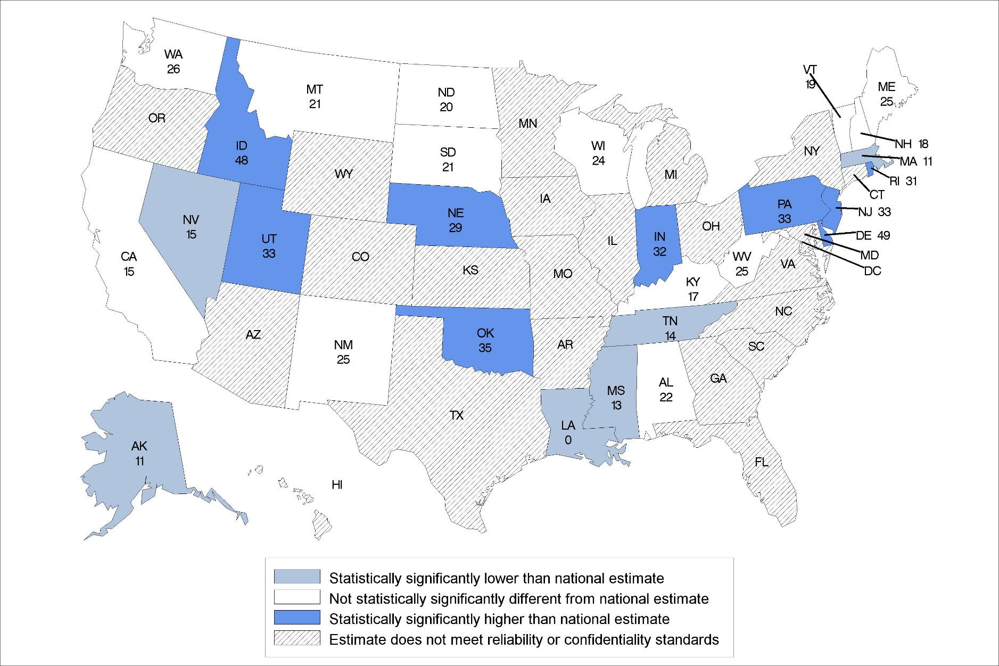 WA
26
MT
21
ND
20
MN
VT
19
ME
25
OR
ID
48
SD
21
WI
24
MI
NY
NH 18
MA 11
RI 31
CT
WY
IA
NE
29
PA
33
NJ 33
NV
15
UT
33
CO
KS
IL
IN
32
OH
DE 49
MD
DC
CA
15
MO
WV
25
VA
KY
17
NC
AZ
NM
25
OK
35
AR
TN
14
SC
GA
TX
MS
13
AL
22
LA
0
FL
AK
11
HI
Statistically significantly lower than national estimate
Not statistically significantly different from national estimate
Statistically significantly higher than national estimate
Estimate does not meet reliability or confidentiality standards